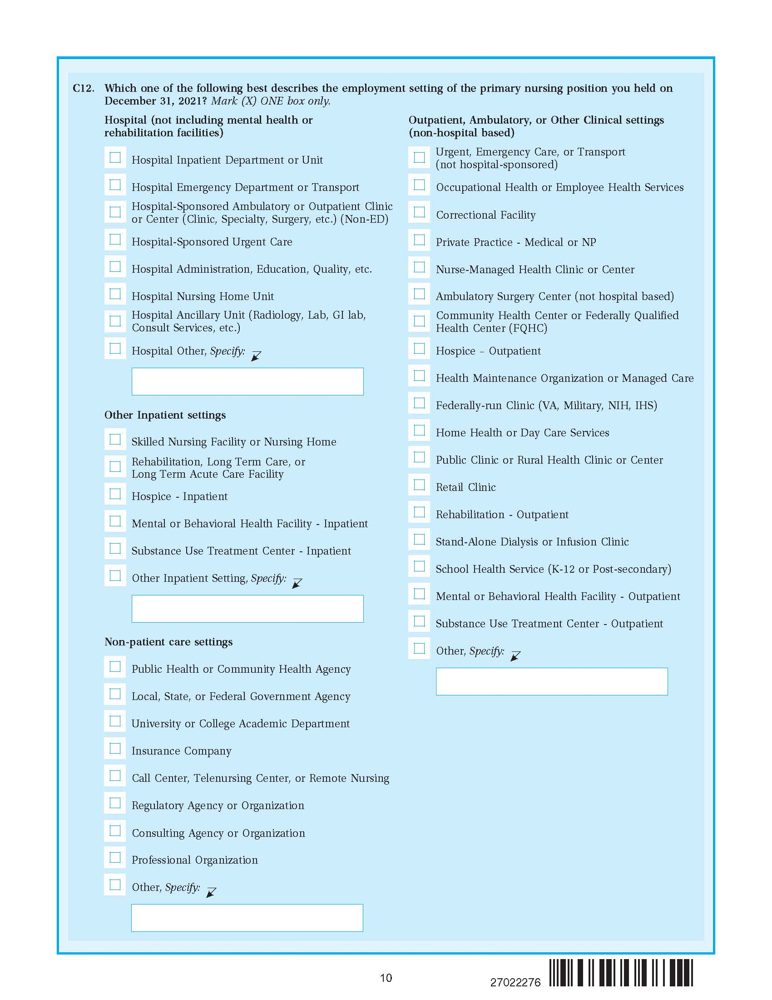 C12. Which one of the following best describes the employment setting of the primary nursing position you held on
December 31, 2021? Mark (X) ONE box only.
Hospital (not including mental health or
rehabilitation facilities)
Hospital Inpatient Department or Unit
Hospital Emergency Department or Transport
Hospital-Sponsored Ambulatory or Outpatient Clinic
or Center (Clinic, Specialty, Surgery, etc.) (Non-ED)
Hospital-Sponsored Urgent Care
Hospital Administration, Education, Quality, etc.
Hospital Nursing Home Unit
Hospital Ancillary Unit (Radiology, Lab, GI lab,
Consult Services, etc.)
Hospital Other, Specify:
Other Inpatient settings
Skilled Nursing Facility or Nursing Home
Rehabilitation, Long Term Care, or
Long Term Acute Care Facility
Hospice - Inpatient
Mental or Behavioral Health Facility - Inpatient
Substance Use Treatment Center - Inpatient
Other Inpatient Setting, Specify:
Non-patient care settings
Public Health or Community Health Agency
Local, State, or Federal Government Agency
University or College Academic Department
Insurance Company
Call Center, Telenursing Center, or Remote Nursing
Regulatory Agency or Organization
Consulting Agency or Organization
Professional Organization
Other, Specify:
Outpatient, Ambulatory, or Other Clinical settings
(non-hospital based)
Urgent, Emergency Care, or Transport
(not hospital-sponsored)
Occupational Health or Employee Health Services
Correctional Facility
Private Practice - Medical or NP
Nurse-Managed Health Clinic or Center
Ambulatory Surgery Center (not hospital based)
Community Health Center or Federally Qualified
Health Center (FQHC)
Hospice – Outpatient
Health Maintenance Organization or Managed Care
Federally-run Clinic (VA, Military, NIH, IHS)
Home Health or Day Care Services
Public Clinic or Rural Health Clinic or Center
Retail Clinic
Rehabilitation - Outpatient
Stand-Alone Dialysis or Infusion Clinic
School Health Service (K-12 or Post-secondary)
Mental or Behavioral Health Facility - Outpatient
Substance Use Treatment Center - Outpatient
Other, Specify:
10
27022276